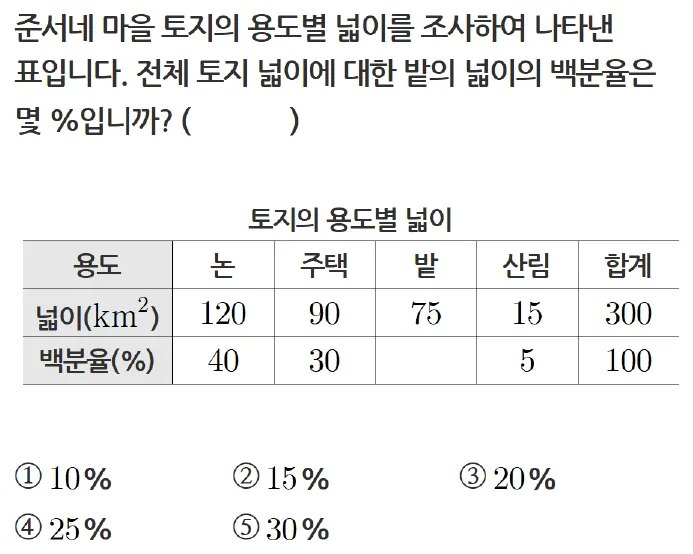 준서네 마을 토지의 용도별 넓이를 조사하여 나타낸
표입니다. 전체 토지 넓이에 대한 밭의 넓이의 백분율은
몇 %입니까? (          )
토지의 용도별 넓이
용도 논 주택 밭 산림 합계
넓이(km²) 120 90 75 15 300
백분율(%) 40 30 5 100
① 10% ② 15% ③ 20%
④ 25% ⑤ 30%